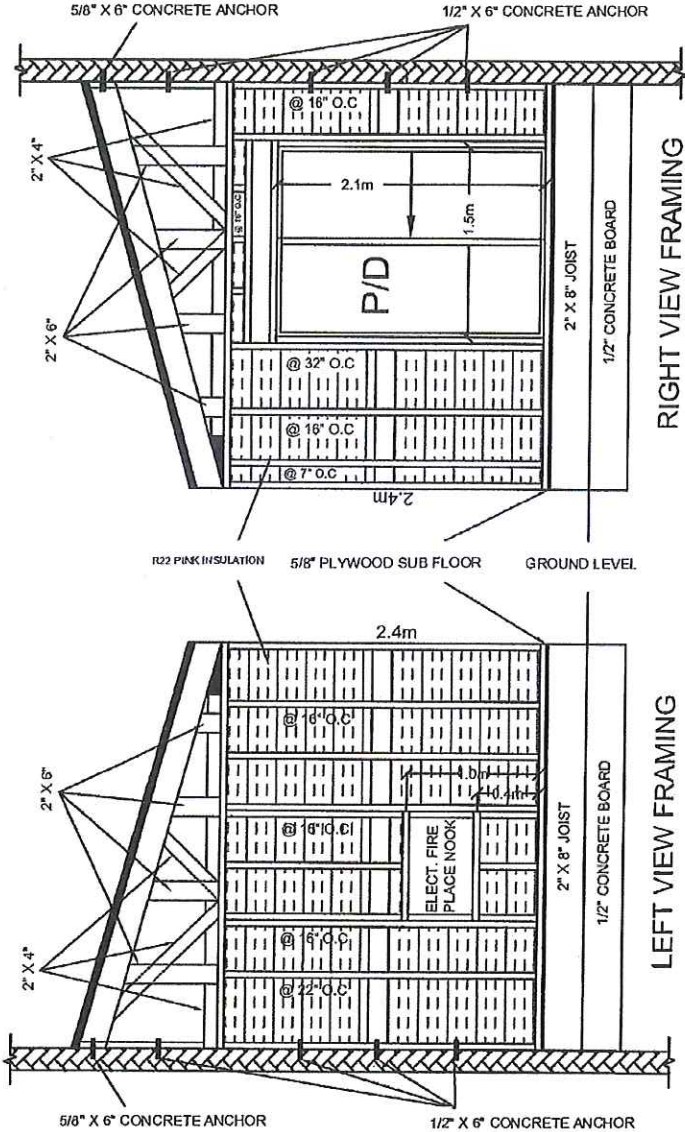 5/8" X 6" CONCRETE ANCHOR
1/2" X 6" CONCRETE ANCHOR
2" X 4"
2" X 6"
@ 16" O.C
@ 16" O.C
2.1m
1.5m
P/D
@ 32" O.C
@ 16" O.C
@ 7" O.C
2.4m
2" X 8" JOIST
1/2" CONCRETE BOARD
RIGHT VIEW FRAMING
R22 PINK INSULATION
5/8" PLYWOOD SUB FLOOR
GROUND LEVEL
2.4m
2" X 6"
2" X 4"
@ 16" O.C
1.0m
0.4m
@ 16" O.C
ELECT. FIRE
PLACE NOOK
@ 16" O.C
@ 22" O.C
2" X 8" JOIST
1/2" CONCRETE BOARD
LEFT VIEW FRAMING
5/8" X 6" CONCRETE ANCHOR
1/2" X 6" CONCRETE ANCHOR